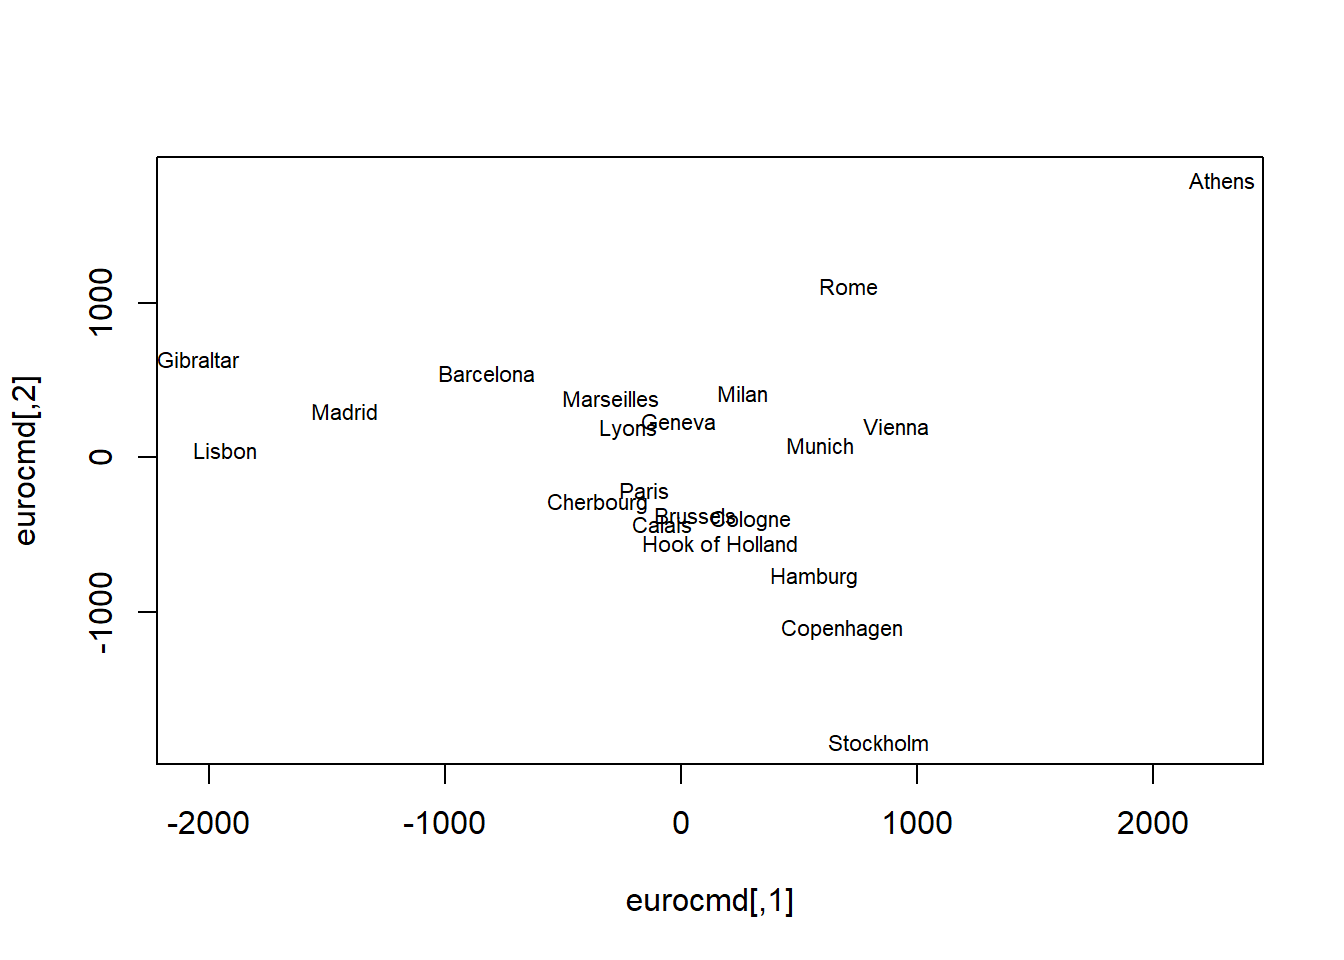 Athens
Rome
Gibraltar
Barcelona
Milan
Marseilles
Madrid
Geneva
Lyons
Vienna
Munich
Lisbon
Paris
Cherbourg
Brussels
Cologne
Calais
Hook of Holland
Hamburg
Copenhagen
Stockholm
1000
0
-1000
eurocmd[,2]
-2000 -1000 0 1000 2000
eurocmd[,1]